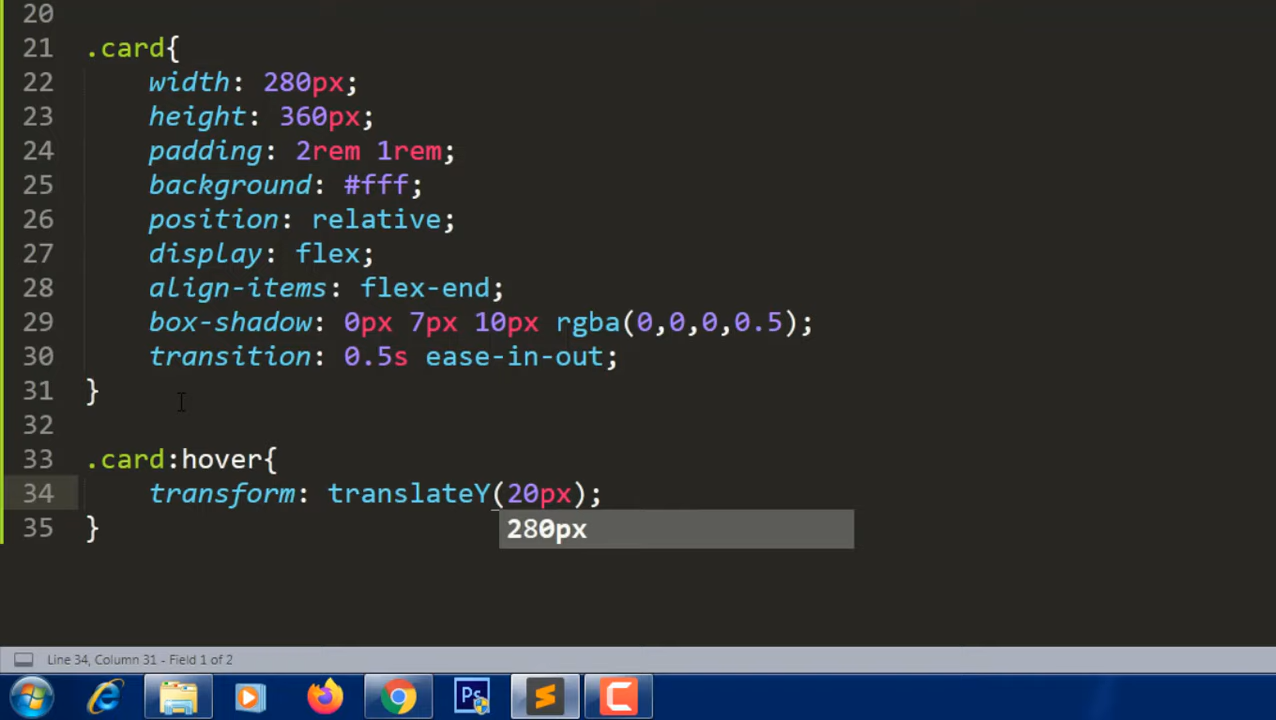 20
21 .card{
22 width: 280px;
23 height: 360px;
24 padding: 2rem 1rem;
25 background: #fff;
26 position: relative;
27 display: flex;
28 align-items: flex-end;
29 box-shadow: 0px 7px 10px rgba(0,0,0,0.5);
30 transition: 0.5s ease-in-out;
31 }
32
33 .card:hover{
34 transform: translateY(20px);
280px
35 }
Line 34, Column 31 - Field 1 of 2
Ps